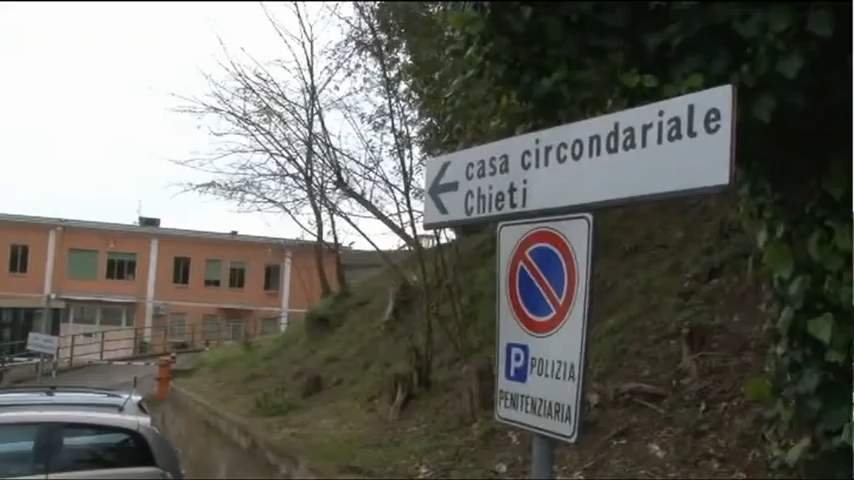 casa circondariale
Chieti
P POLIZIA
PENITENZIARIA